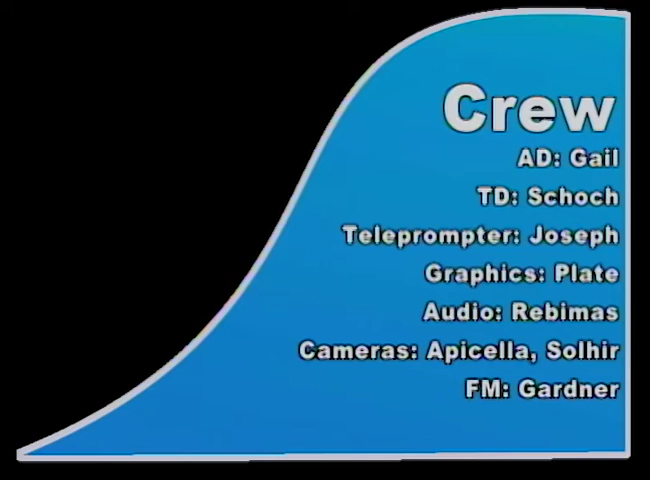 Crew
AD: Gail
TD: Schoch
Teleprompter: Joseph
Graphics: Plate
Audio: Rebimas
Cameras: Apicella, Solhir
FM: Gardner